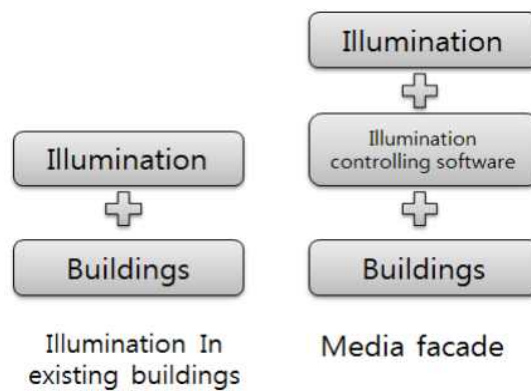 Illumination
+
Buildings
Illumination In
existing buildings
Illumination
+
Illumination
controlling software
+
Buildings
Media facade